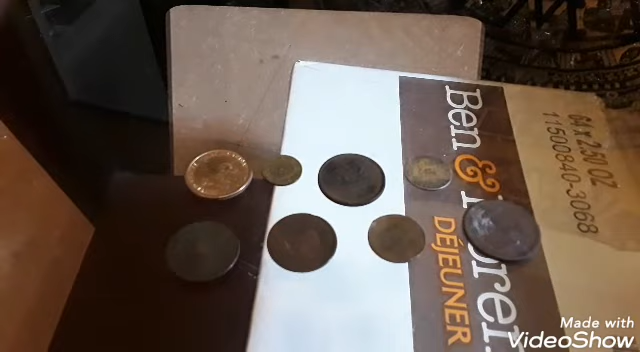 Ben &
DÉJEUNER
64 x 2.50 OZ
11500840-3068
Made with
VideoShow